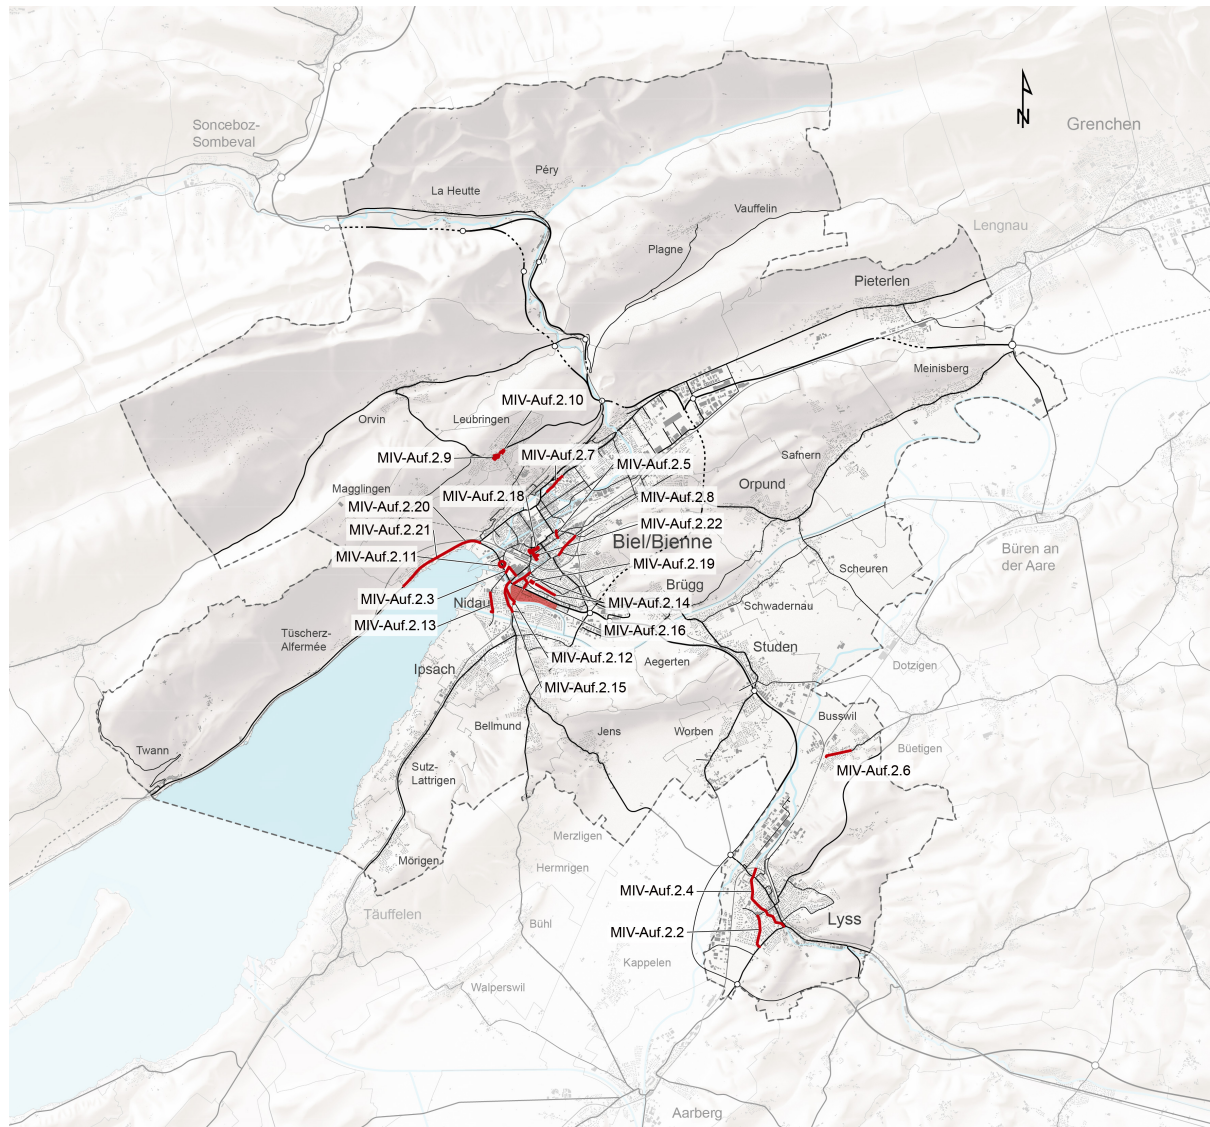 Sonceboz-
Sombeval
Grenchen
N
Péry
La Heutte
Vauffelin
Lengnau
Plagne
Pieterlen
Meinisberg
MIV-Auf.2.10
Orvin
Leubringen
MIV-Auf.2.9
MIV-Auf.2.7
MIV-Auf.2.5
Safnern
Orpund
Magglingen
MIV-Auf.2.18
MIV-Auf.2.8
MIV-Auf.2.20
MIV-Auf.2.21
MIV-Auf.2.22
Biel/Bienne
MIV-Auf.2.11
MIV-Auf.2.19
Büren an
der Aare
Scheuren
Brügg
MIV-Auf.2.3
Nidau
MIV-Auf.2.14
Schwadernau
MIV-Auf.2.13
MIV-Auf.2.16
Tüscherz-
Alfermée
Studen
MIV-Auf.2.12
Aegerten
Dotzigen
Ipsach
MIV-Auf.2.15
Busswil
Bellmund
Jens
Worben
Büetigen
Twann
Sutz-
Lattrigen
MIV-Auf.2.6
Merzligen
Mörigen
Hermrigen
MIV-Auf.2.4
Täuffelen
Bühl
Lyss
MIV-Auf.2.2
Kappelen
Walperswil
Aarberg